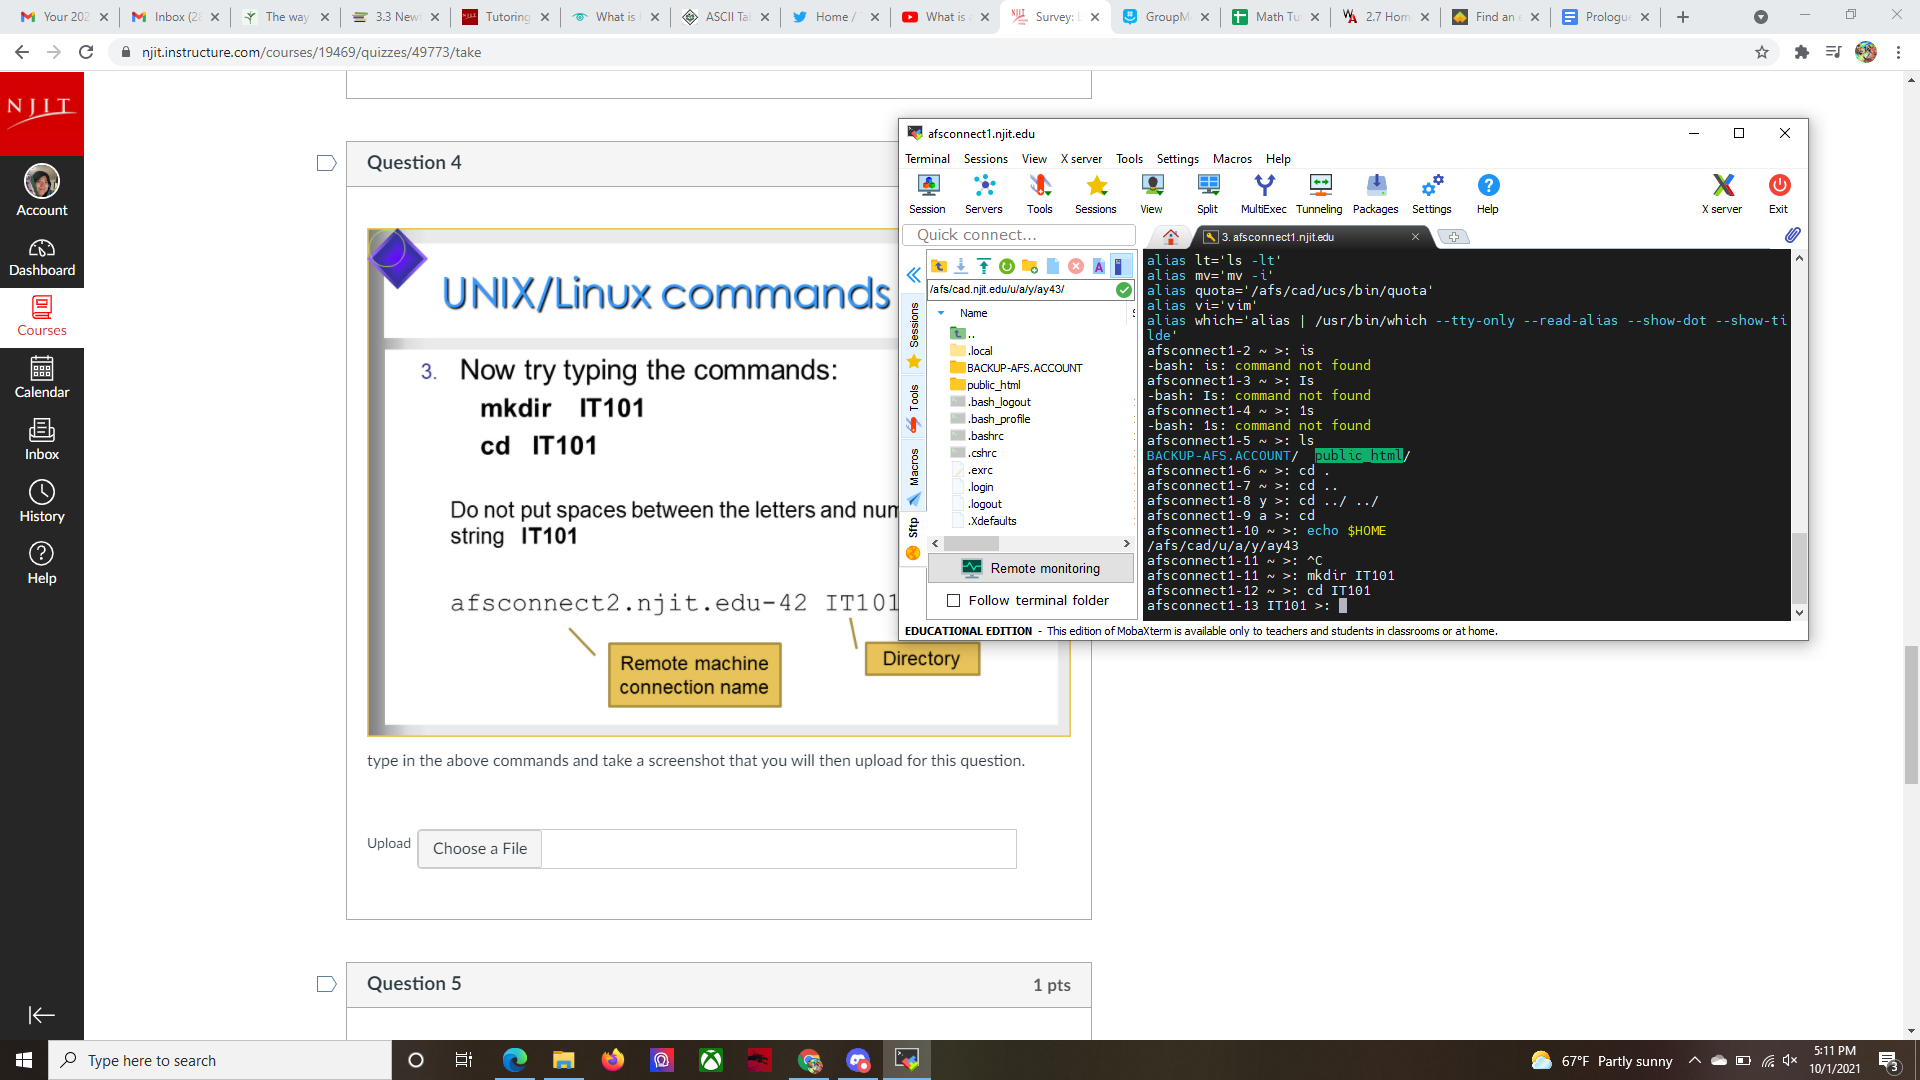 Your 202
Inbox (28
The way
3.3 New
Tutoring
What is
ASCII Ta
Home /
What is
Survey: L
GroupM
Math Tu
2.7 Hom
Find an e
Prologue
njit.instructure.com/courses/19469/quizzes/49773/take
NJIT
Account
Dashboard
Courses
Calendar
Inbox
History
Help
Question 4
UNIX/Linux commands
3. Now try typing the commands:
mkdir IT101
cd IT101
Do not put spaces between the letters and num
string IT101
afsconnect2.njit.edu-42 IT101
Remote machine
connection name
Directory
type in the above commands and take a screenshot that you will then upload for this question.
Upload Choose a File
Question 5
1 pts
afsconnect1.njit.edu
Terminal Sessions View X server Tools Settings Macros Help
Session Servers Tools Sessions View Split MultiExec Tunneling Packages Settings Help X server Exit
Quick connect...
3. afsconnect1.njit.edu
/afs/cad.njit.edu/u/a/y/ay43/
Name
..
.local
BACKUP-AFS.ACCOUNT
public_html
.bash_logout
.bash_profile
.bashrc
.cshrc
.exrc
.login
.logout
.Xdefaults
Sessions
Tools
Macros
Sftp
Remote monitoring
Follow terminal folder
alias lt='ls -lt'
alias mv='mv -i'
alias quota='/afs/cad/ucs/bin/quota'
alias vi='vim'
alias which='alias | /usr/bin/which --tty-only --read-alias --show-dot --show-ti
lde'
afsconnect1-2 ~ >: is
-bash: is: command not found
afsconnect1-3 ~ >: Is
-bash: Is: command not found
afsconnect1-4 ~ >: 1s
-bash: 1s: command not found
afsconnect1-5 ~ >: ls
BACKUP-AFS.ACCOUNT/ public_html/
afsconnect1-6 ~ >: cd .
afsconnect1-7 ~ >: cd ..
afsconnect1-8 y >: cd ../ ../
afsconnect1-9 a >: cd
afsconnect1-10 ~ >: echo $HOME
/afs/cad/u/a/y/ay43
afsconnect1-11 ~ >: ^C
afsconnect1-11 ~ >: mkdir IT101
afsconnect1-12 ~ >: cd IT101
afsconnect1-13 IT101 >:
EDUCATIONAL EDITION - This edition of MobaXterm is available only to teachers and students in classrooms or at home.
Type here to search
67°F Partly sunny
5:11 PM
10/1/2021
3